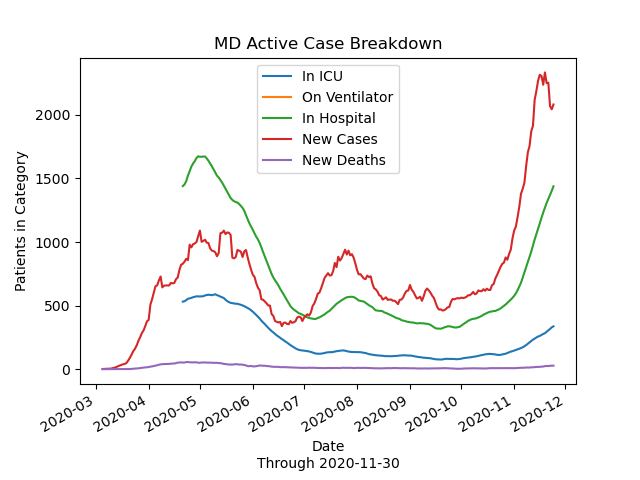 MD Active Case Breakdown
In ICU
On Ventilator
In Hospital
New Cases
New Deaths
Patients in Category
2000
1500
1000
500
0
2020-03
2020-04
2020-05
2020-06
2020-07
2020-08
2020-09
2020-10
2020-11
2020-12
Date
Through 2020-11-30